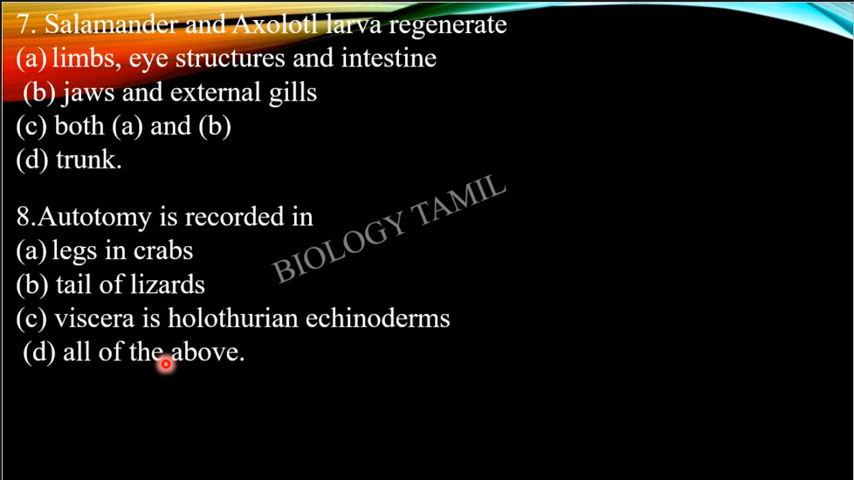 7. Salamander and Axolotl larva regenerate
(a) limbs, eye structures and intestine
(b) jaws and external gills
(c) both (a) and (b)
(d) trunk.
8.Autotomy is recorded in
(a) legs in crabs
(b) tail of lizards
(c) viscera is holothurian echinoderms
(d) all of the above.
BIOLOGY TAMIL